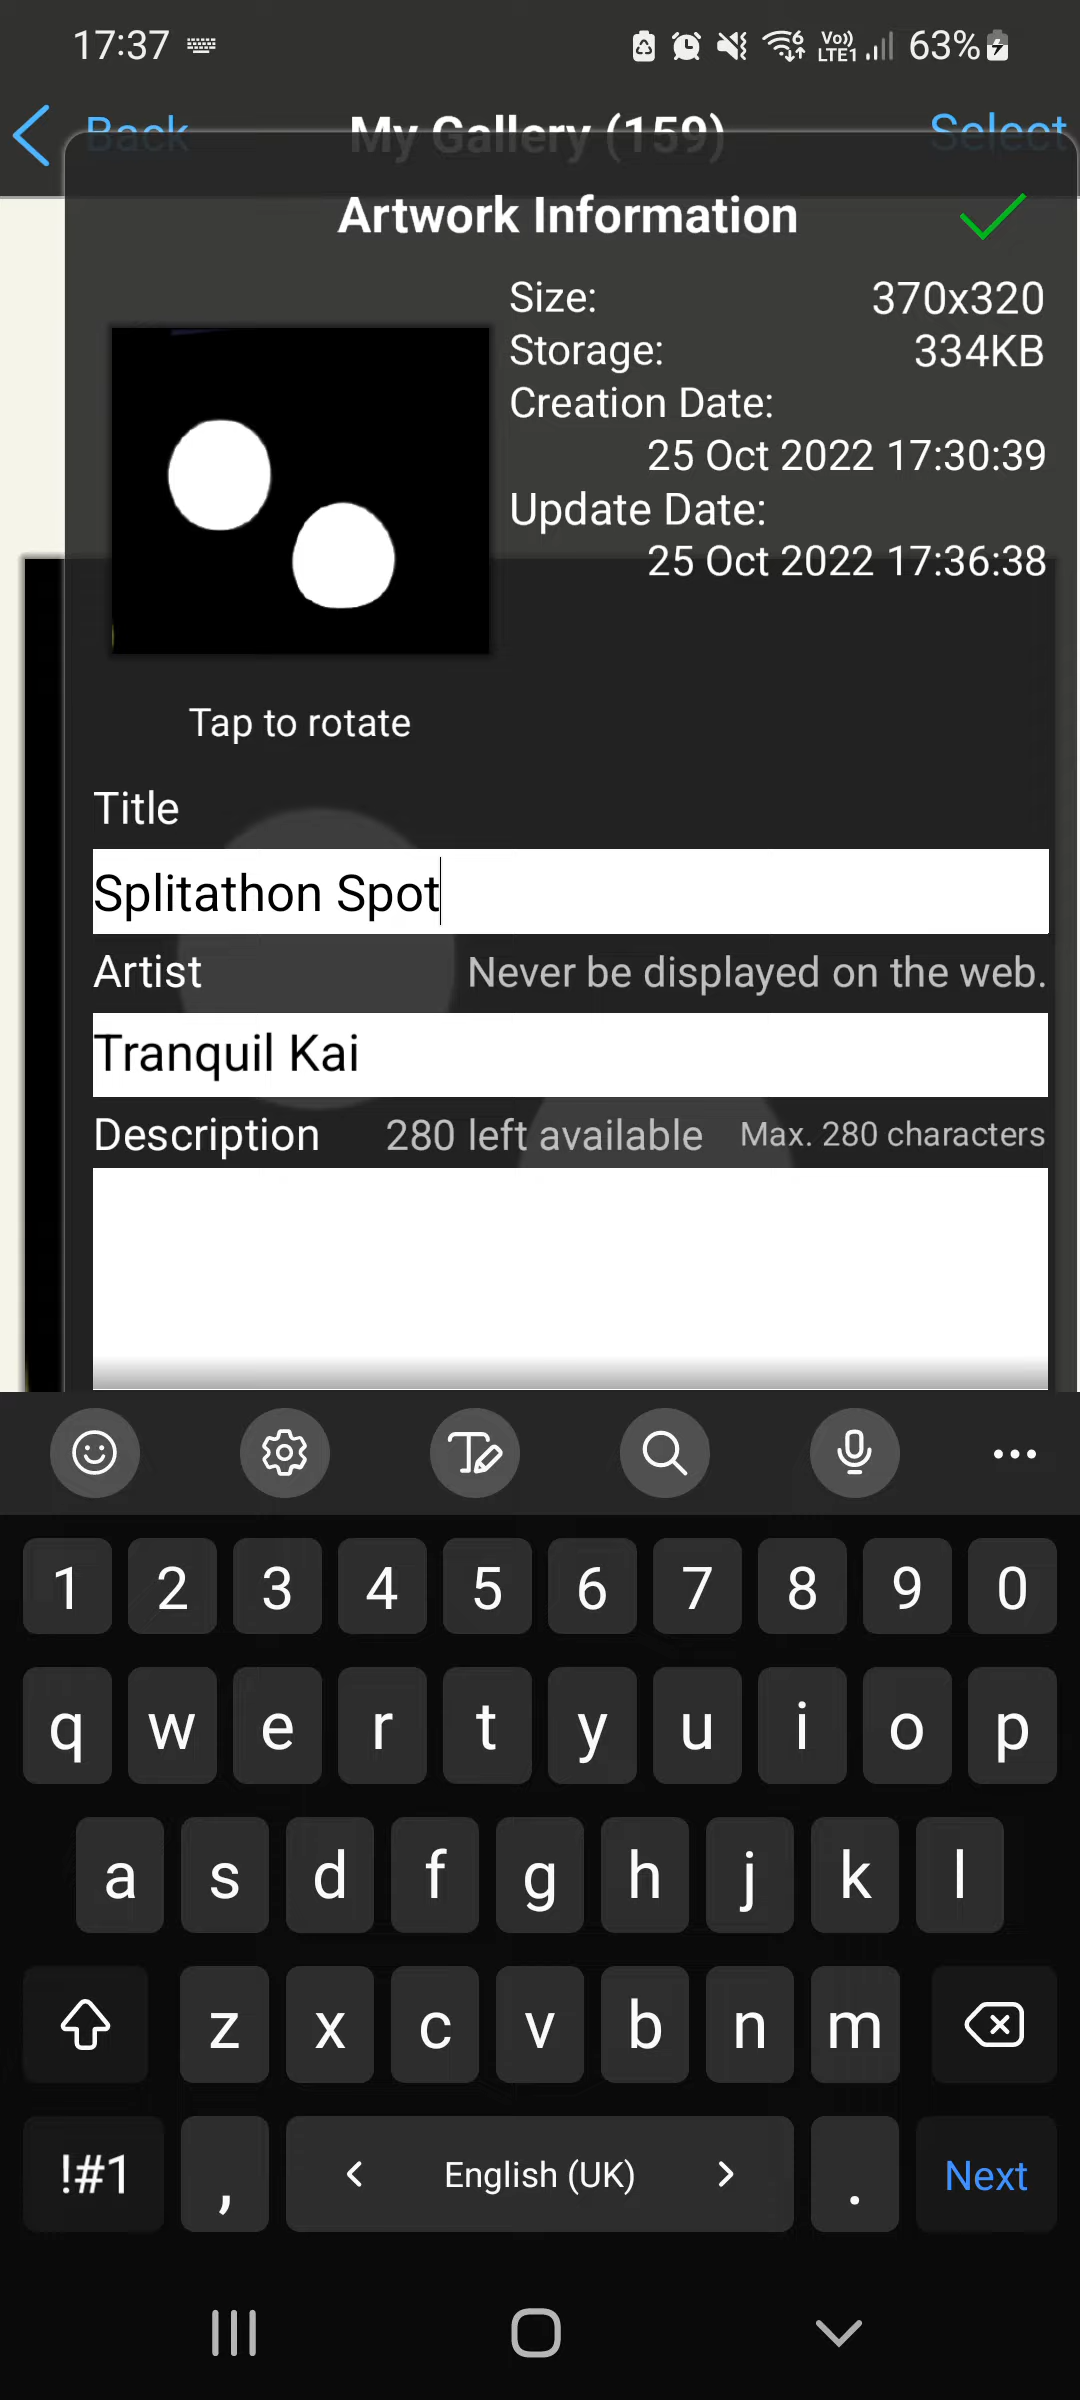 17:37 Vo)) LTE1 63%
Back My Gallery (159) Select
Artwork Information
Size: 370x320
Storage: 334KB
Creation Date:
25 Oct 2022 17:30:39
Update Date:
25 Oct 2022 17:36:38
Tap to rotate
Title
Splitathon Spot
Artist Never be displayed on the web.
Tranquil Kai
Description 280 left available Max. 280 characters
1 2 3 4 5 6 7 8 9 0
q w e r t y u i o p
a s d f g h j k l
z x c v b n m
!#1 , < English (UK) > . Next